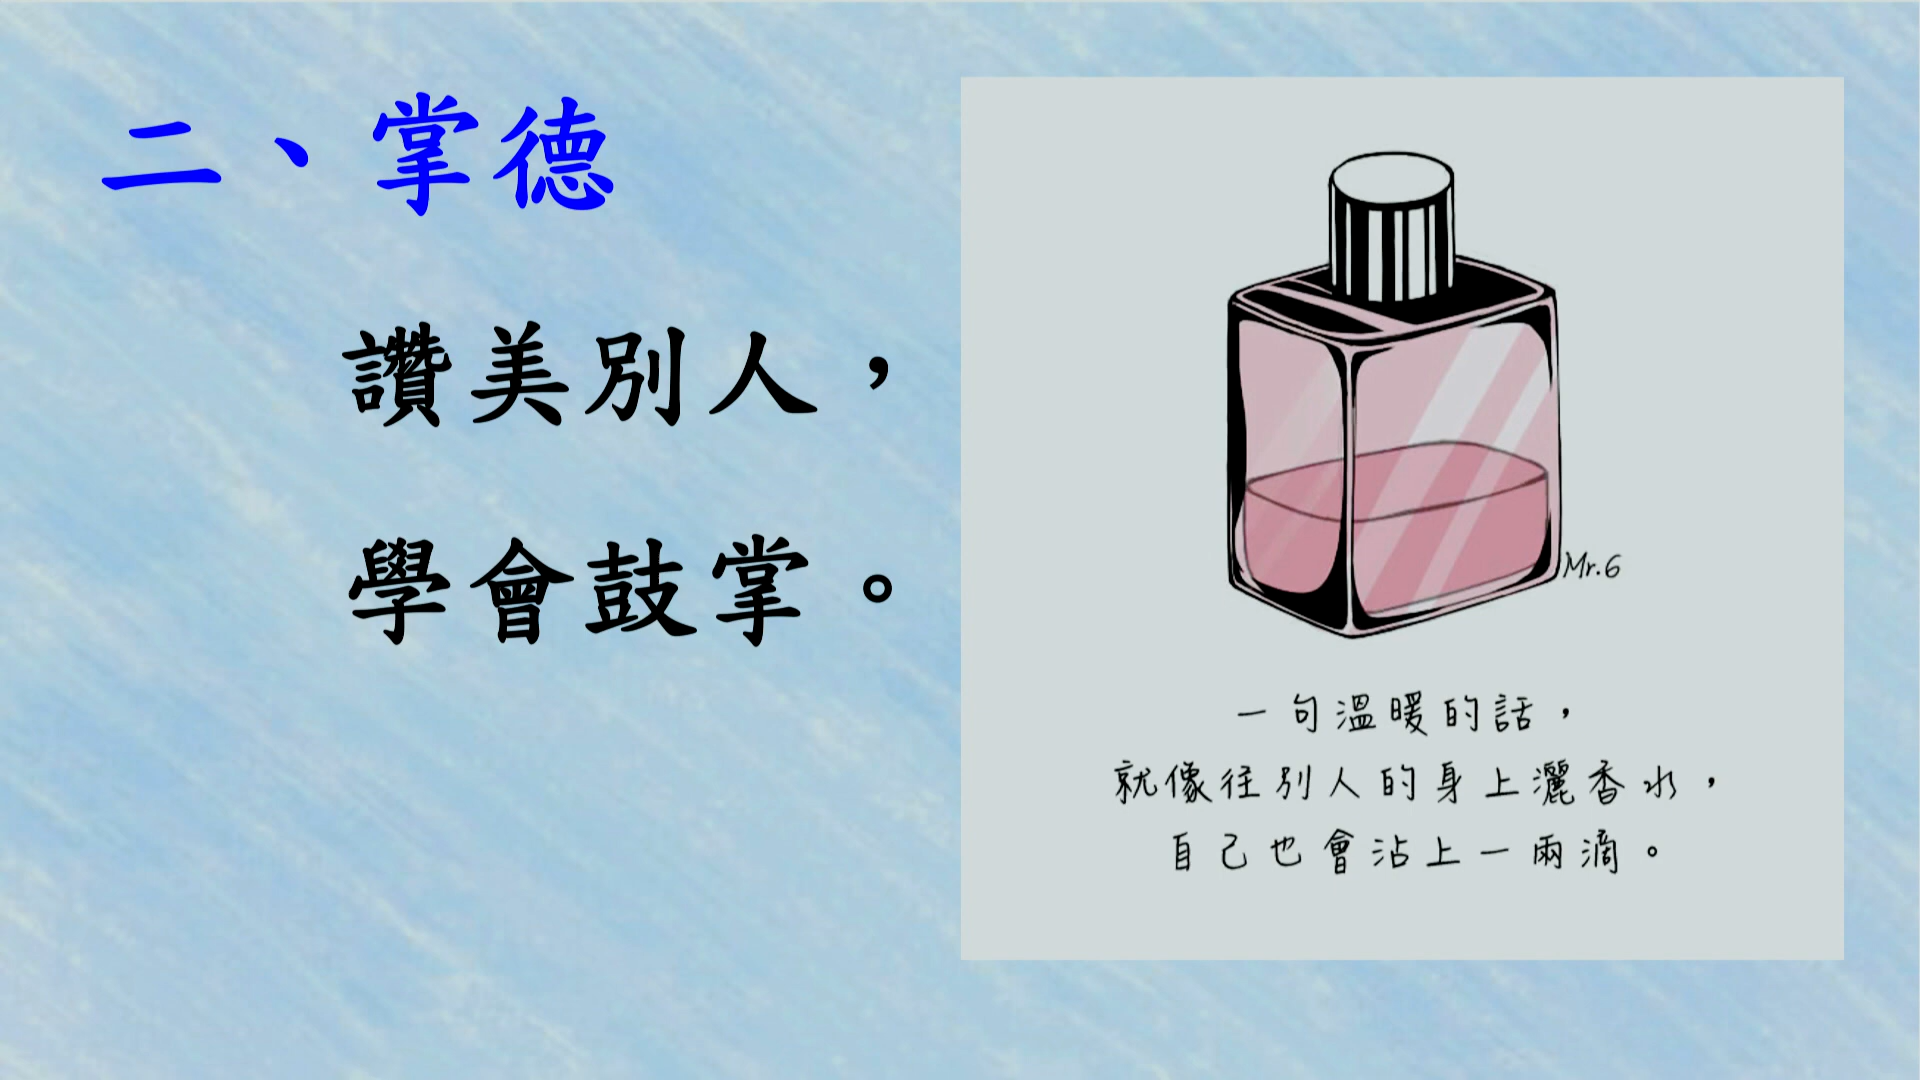 二、掌德
讚美別人，
學會鼓掌。
Mr.6
一句溫暖的話，
就像往別人的身上灑香水，
自己也會沾上一兩滴。